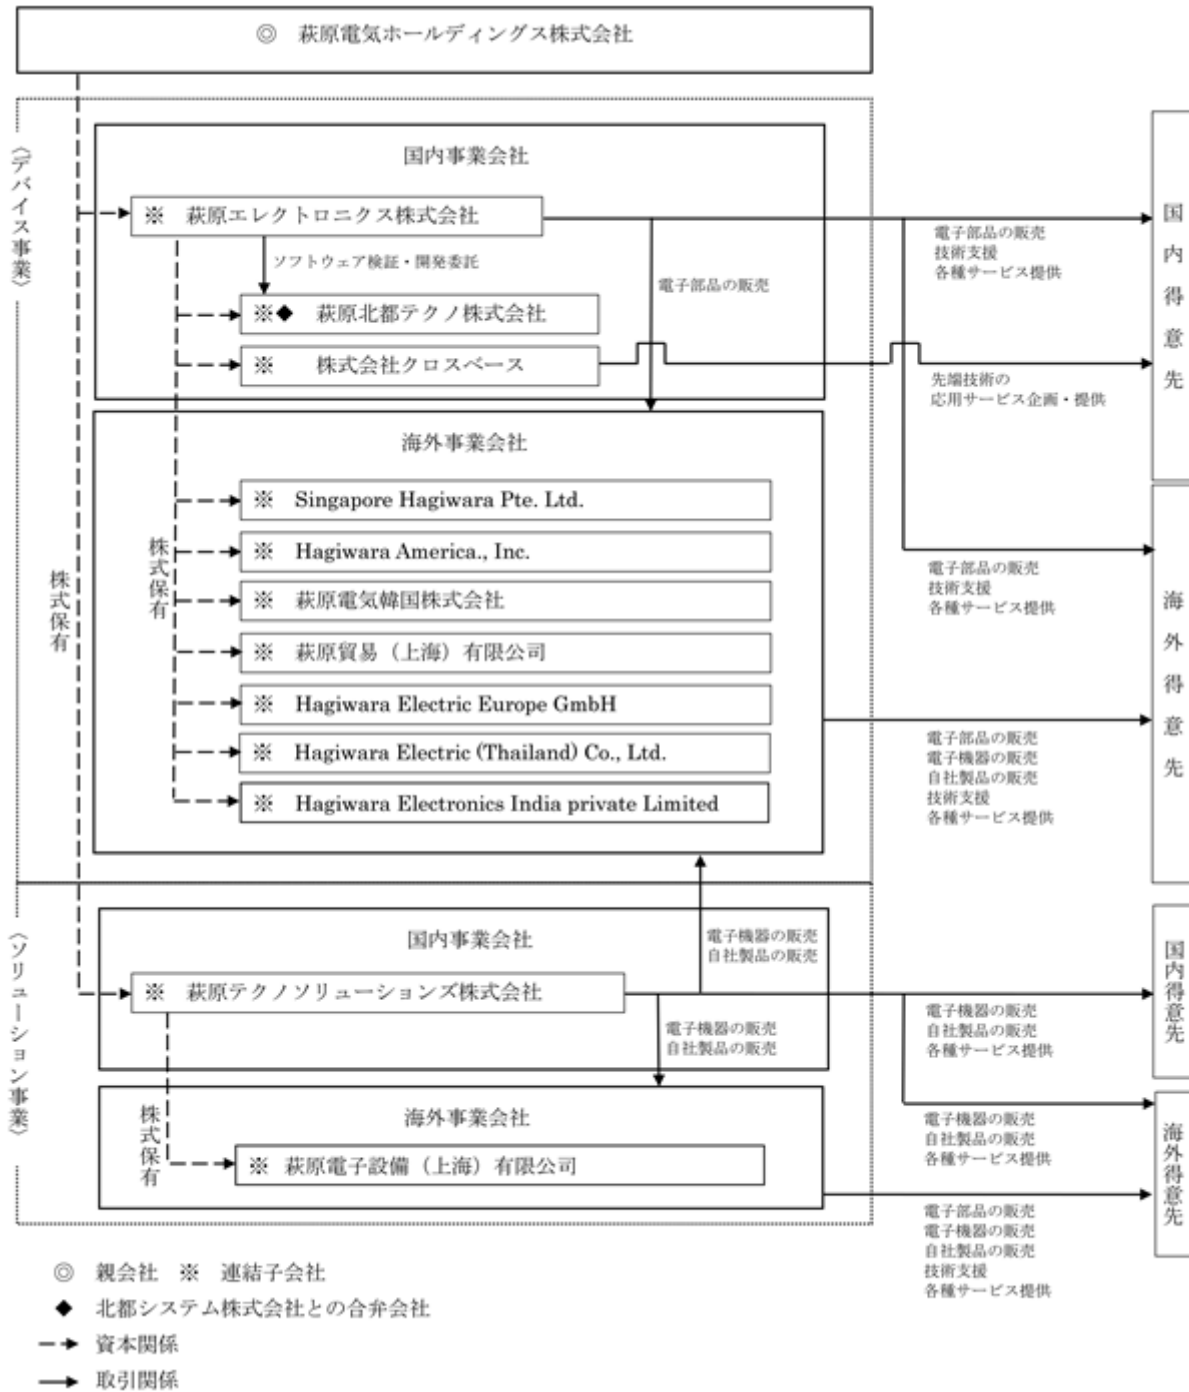 ◎ 萩原電気ホールディングス株式会社
〈デバイス事業〉
国内事業会社
※ 萩原エレクトロニクス株式会社
ソフトウェア検証・開発委託
※◆ 萩原北都テクノ株式会社
※ 株式会社クロスベース
電子部品の販売
電子部品の販売
技術支援
各種サービス提供
先端技術の
応用サービス企画・提供
国内得意先
海外事業会社
※ Singapore Hagiwara Pte. Ltd.
※ Hagiwara America., Inc.
※ 萩原電気韓国株式会社
※ 萩原貿易（上海）有限公司
※ Hagiwara Electric Europe GmbH
※ Hagiwara Electric (Thailand) Co., Ltd.
※ Hagiwara Electronics India private Limited
株式保有
株式保有
電子部品の販売
技術支援
各種サービス提供
電子部品の販売
電子機器の販売
自社製品の販売
技術支援
各種サービス提供
海外得意先
〈ソリューション事業〉
国内事業会社
電子機器の販売
自社製品の販売
※ 萩原テクノソリューションズ株式会社
電子機器の販売
自社製品の販売
電子機器の販売
自社製品の販売
各種サービス提供
国内得意先
海外事業会社
株式保有
※ 萩原電子設備（上海）有限公司
電子機器の販売
自社製品の販売
各種サービス提供
電子部品の販売
電子機器の販売
自社製品の販売
技術支援
各種サービス提供
海外得意先
◎ 親会社 ※ 連結子会社
◆ 北都システム株式会社との合弁会社
資本関係
取引関係